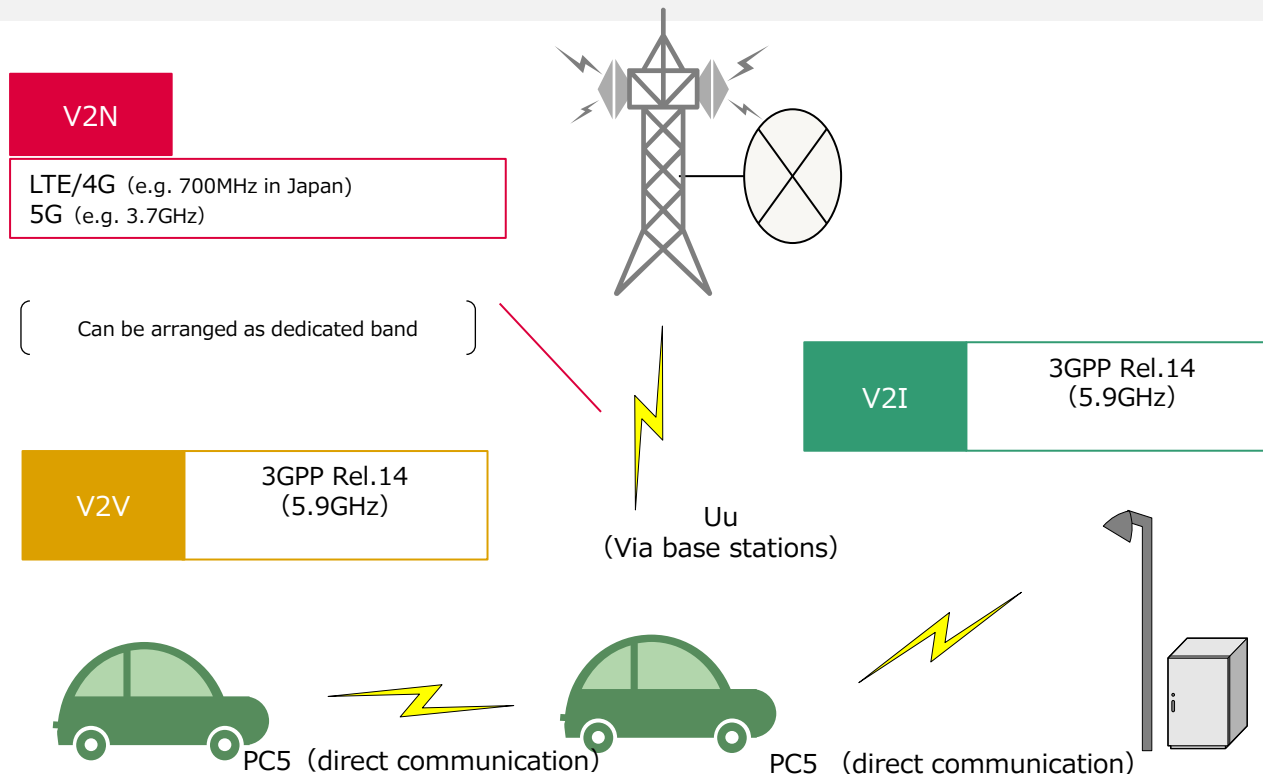 V2N
LTE/4G（e.g. 700MHz in Japan）
5G（e.g. 3.7GHz）
Can be arranged as dedicated band
V2I
3GPP Rel.14
（5.9GHz）
V2V
3GPP Rel.14
（5.9GHz）
Uu
（Via base stations）
PC5（direct communication）
PC5 （direct communication）